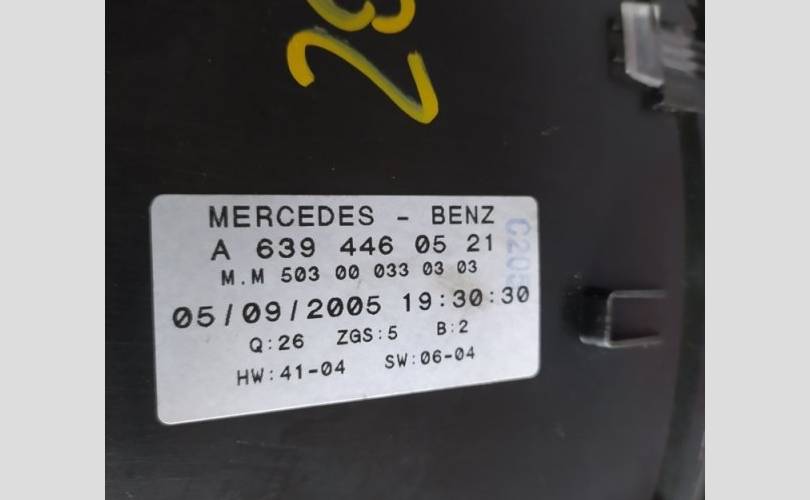 MERCEDES - BENZ
A 639 446 05 21
M.M 503 00 033 03 03
05/09/2005 19:30:30
Q:26 ZGS:5 B:2
HW:41-04 SW:06-04